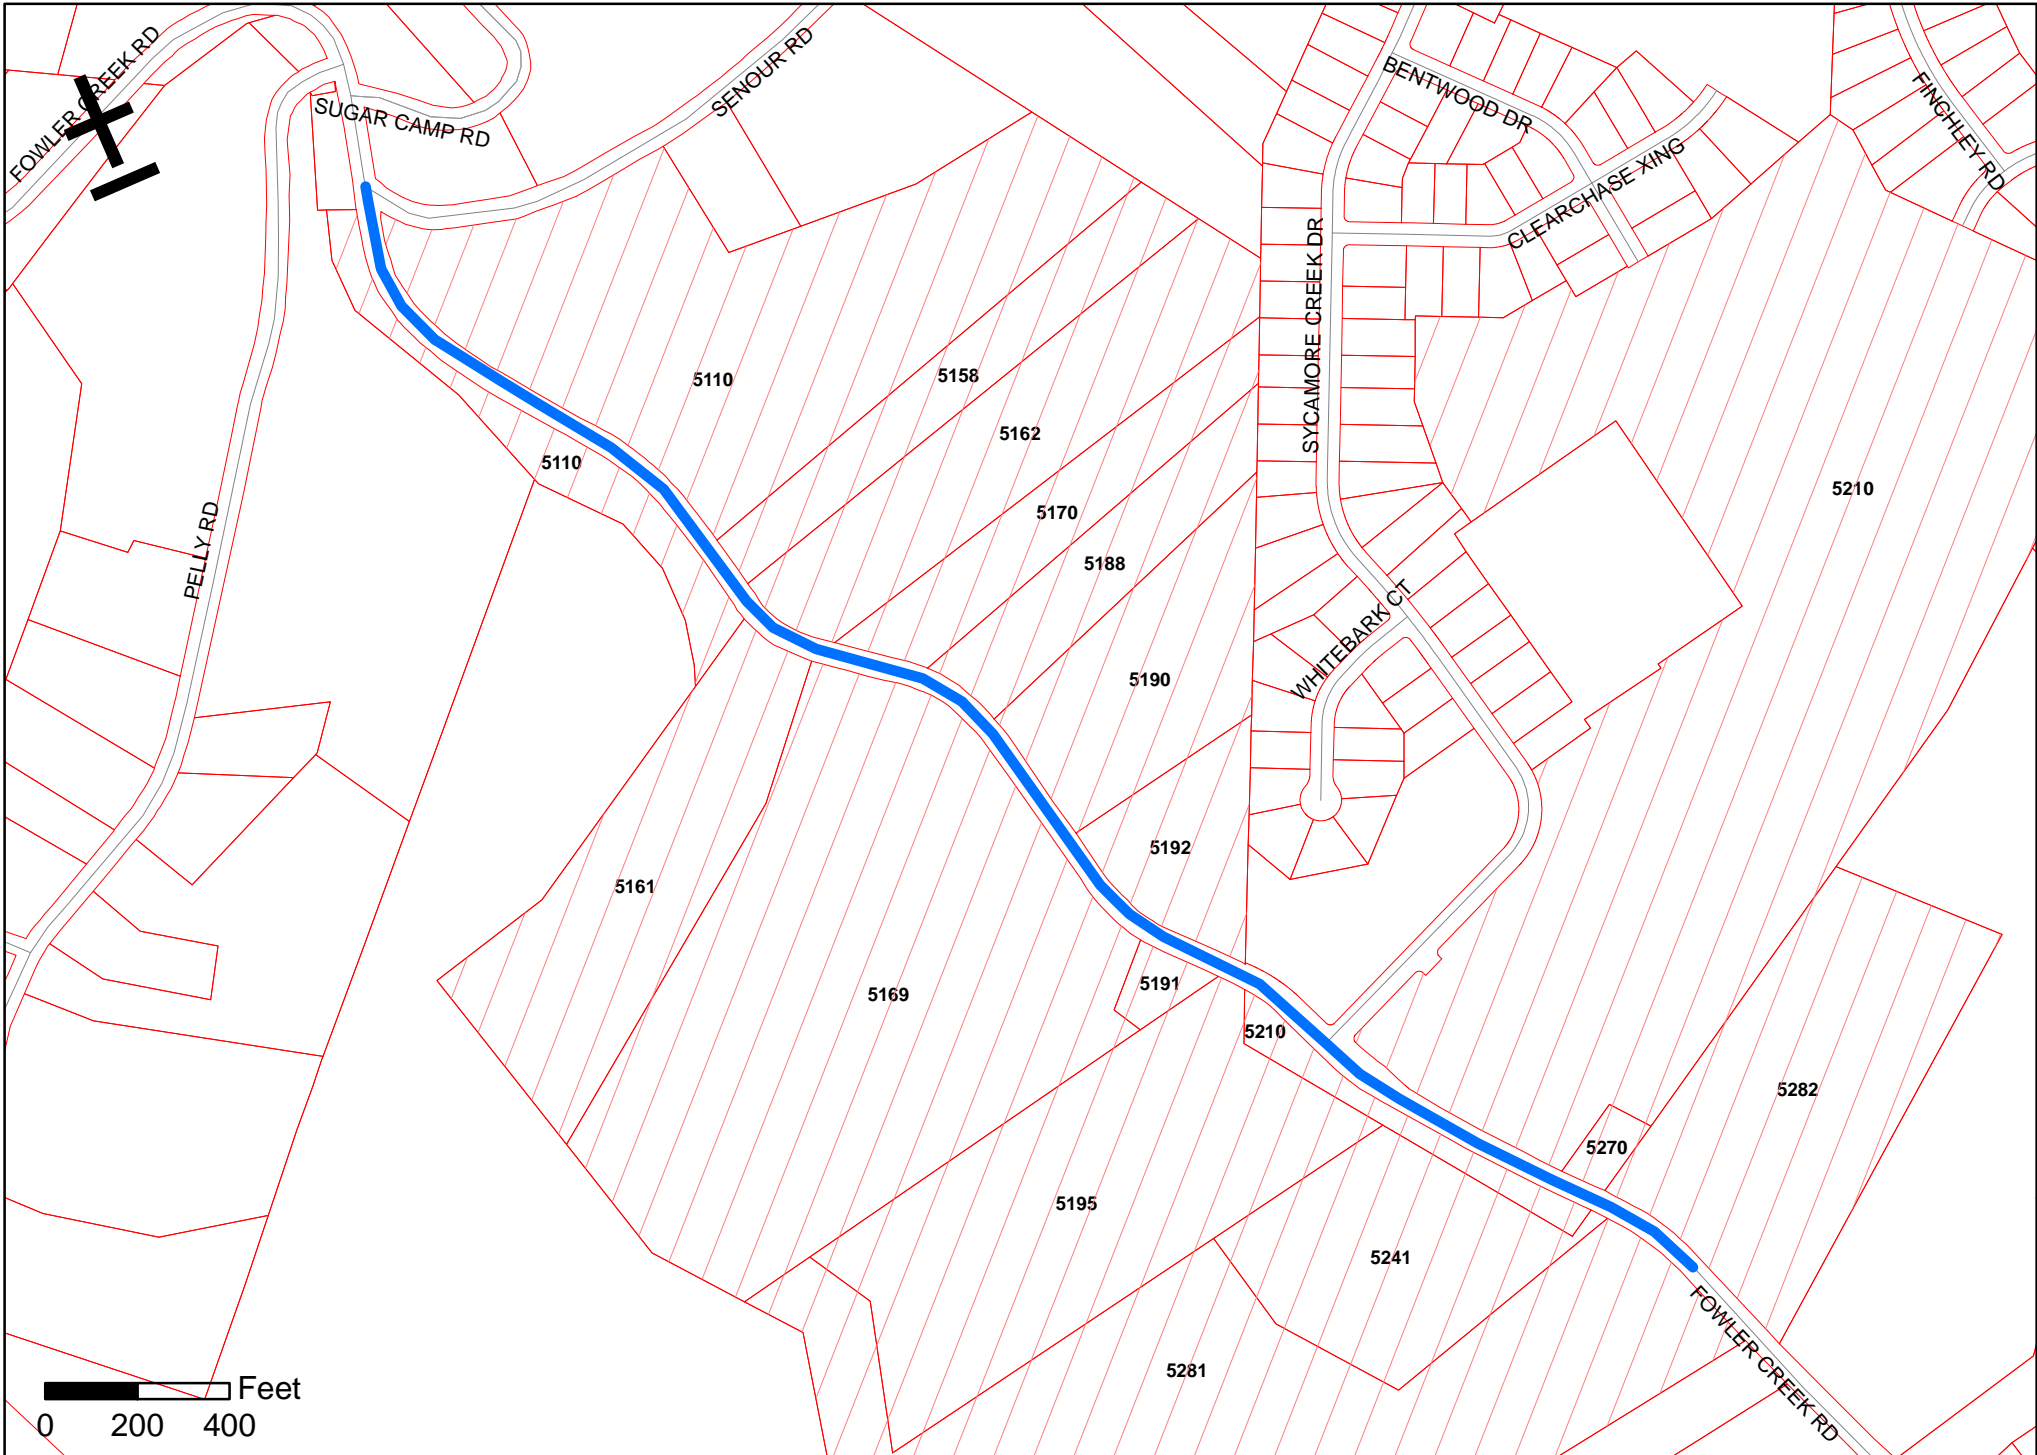 FOWLER CREEK RD
SUGAR CAMP RD
SENOUR RD
BENTWOOD DR
FINCHLEY RD
CLEARCHASE XING
SYCAMORE CREEK DR
5110
5158
5162
5110
5210
5170
PELLY RD
5188
WHITEBARK CT
5190
5192
5161
5191
5169
5210
5282
5270
5195
5241
FOWLER CREEK RD
5281
Feet
0 200 400